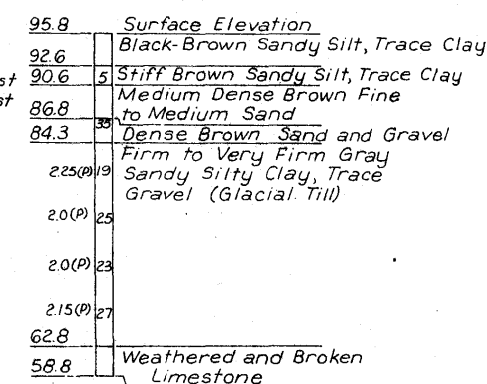 95.8 Surface Elevation
Black-Brown Sandy Silt, Trace Clay
92.6
st 90.6 5 Stiff Brown Sandy Silt, Trace Clay
st Medium Dense Brown Fine
86.8 to Medium Sand
35
84.3 Dense Brown Sand and Gravel
Firm to Very Firm Gray
2.25(P) 19 Sandy Silty Clay, Trace
Gravel (Glacial Till)
2.0(P) 25
2.0(P) 23
2.15(P) 27
62.8
Weathered and Broken
58.8 Limestone